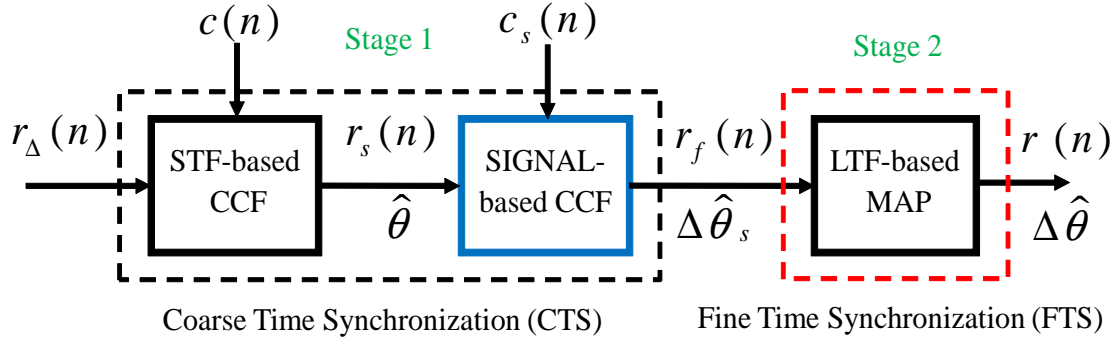 c(n)
c_s(n)
Stage 1
Stage 2
r_Δ(n)
STF-based
CCF
r_s(n)
θ̂
SIGNAL-
based CCF
r_f(n)
Δθ̂_s
LTF-based
MAP
r (n)
Δθ̂
Coarse Time Synchronization (CTS)
Fine Time Synchronization (FTS)